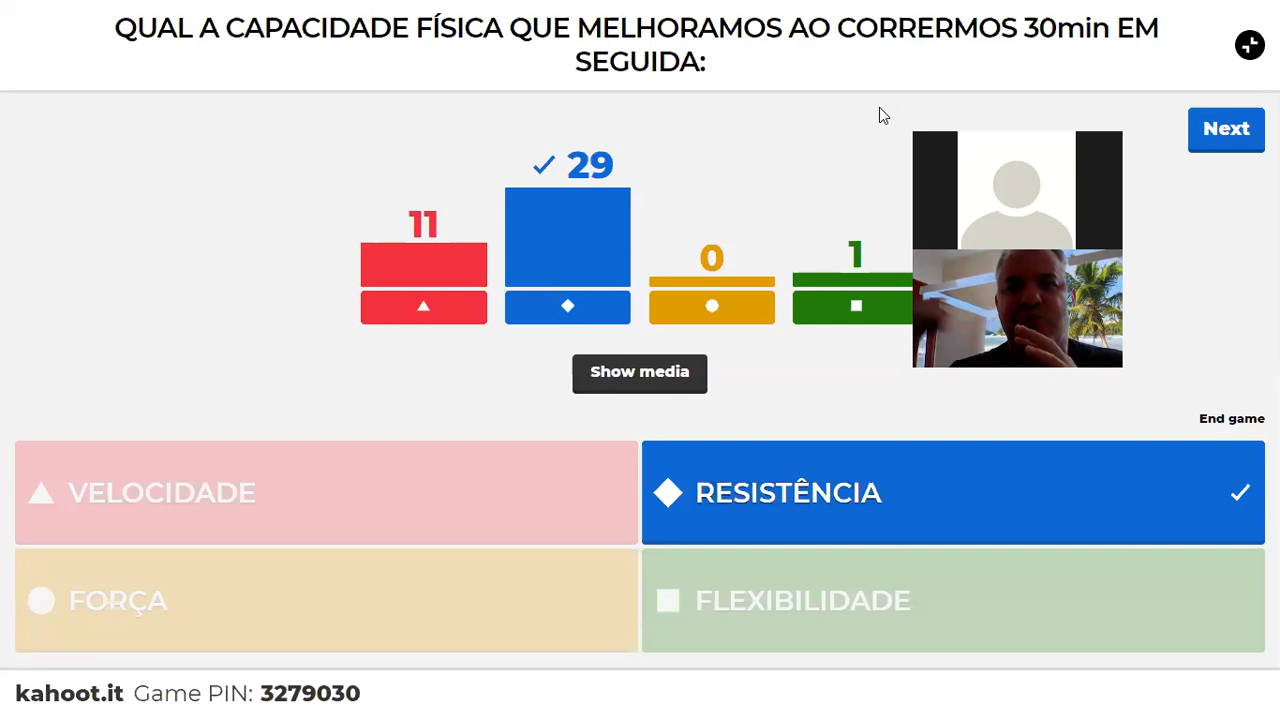 QUAL A CAPACIDADE FÍSICA QUE MELHORAMOS AO CORRERMOS 30min EM
SEGUIDA:
Next
29
11
0
1
Show media
End game
VELOCIDADE
RESISTÊNCIA
FORÇA
FLEXIBILIDADE
kahoot.it Game PIN: 3279030